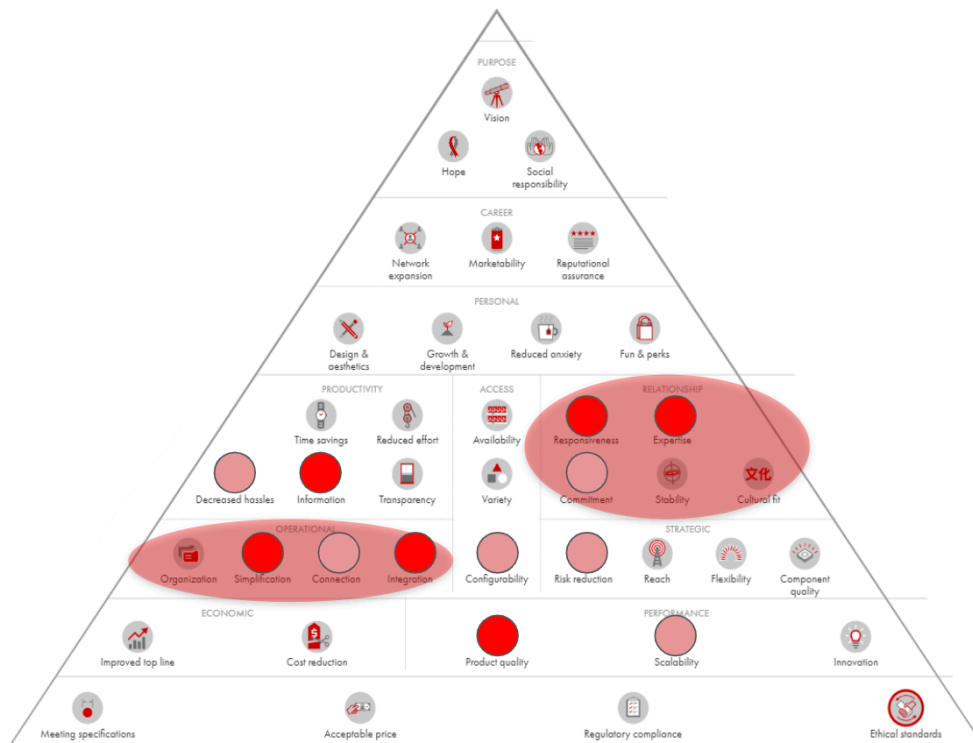 PURPOSE
Vision
Hope
Social
responsibility
CAREER
Network
expansion
Marketability
Reputational
assurance
PERSONAL
Design &
aesthetics
Growth &
development
Reduced anxiety
Fun & perks
PRODUCTIVITY
Time savings
Reduced effort
Decreased hassles
Information
Transparency
ACCESS
Availability
Variety
Configurability
RELATIONSHIP
Responsiveness
Expertise
Commitment
Stability
文化
Cultural fit
OPERATIONAL
Organization
Simplification
Connection
Integration
STRATEGIC
Risk reduction
Reach
Flexibility
Component
quality
ECONOMIC
Improved top line
$
Cost reduction
PERFORMANCE
Product quality
Scalability
Innovation
Meeting specifications
Acceptable price
Regulatory compliance
Ethical standards